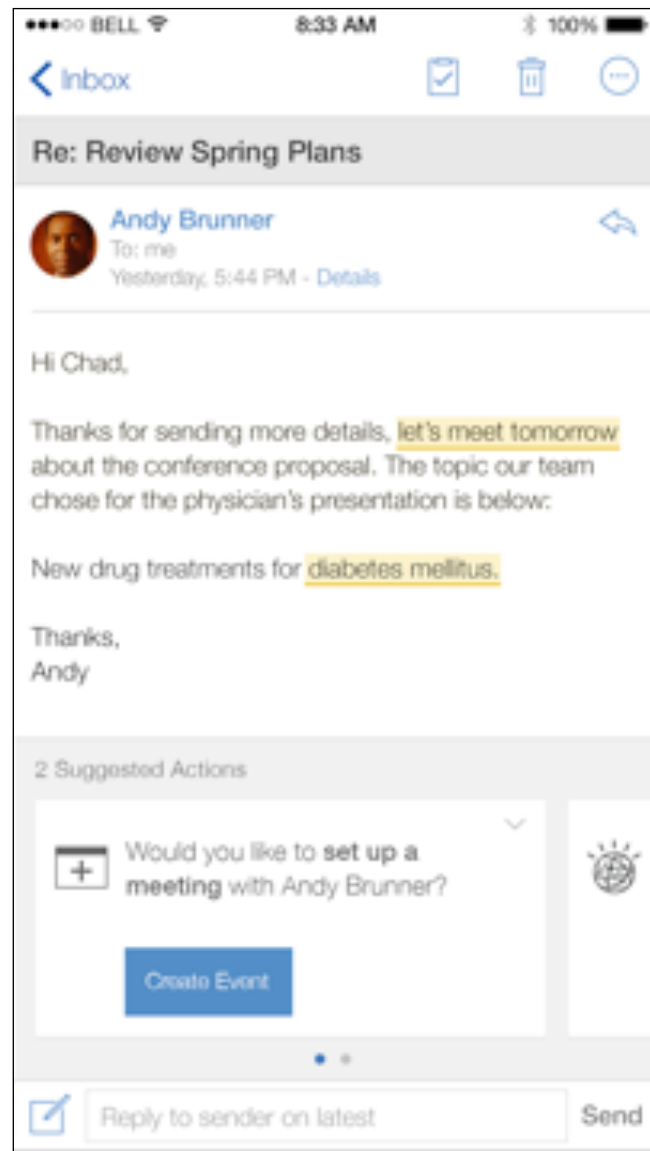 BELL 8:33 AM 100%
Inbox
Re: Review Spring Plans
Andy Brunner
To: me
Yesterday, 5:44 PM - Details
Hi Chad,
Thanks for sending more details, let's meet tomorrow
about the conference proposal. The topic our team
chose for the physician's presentation is below:
New drug treatments for diabetes mellitus.
Thanks,
Andy
2 Suggested Actions
Would you like to set up a
meeting with Andy Brunner?
Create Event
Reply to sender on latest
Send